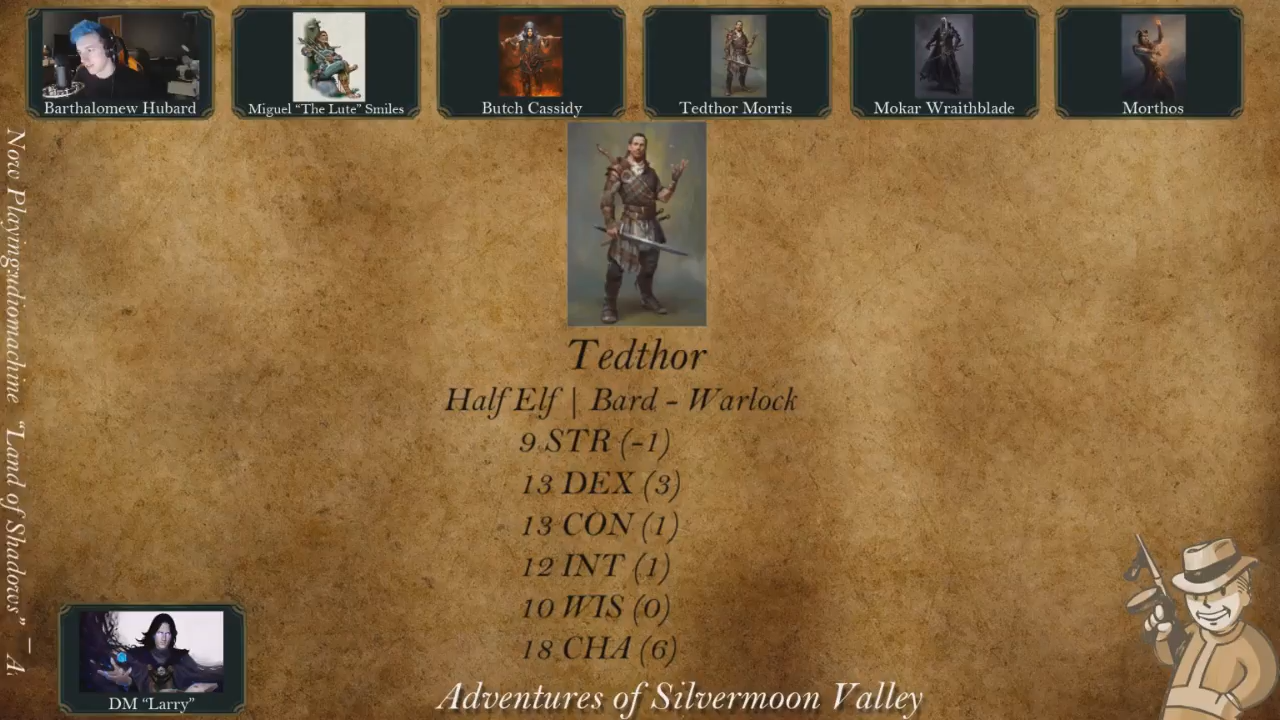 Barthalomew Hubard
Miguel “The Lute” Smiles
Butch Cassidy
Tedthor Morris
Mokar Wraithblade
Morthos
Now Playing:udiomachine “Land of Shadows” – A
Tedthor
Half Elf | Bard - Warlock
9 STR (-1)
13 DEX (3)
13 CON (1)
12 INT (1)
10 WIS (0)
18 CHA (6)
DM “Larry”
Adventures of Silvermoon Valley